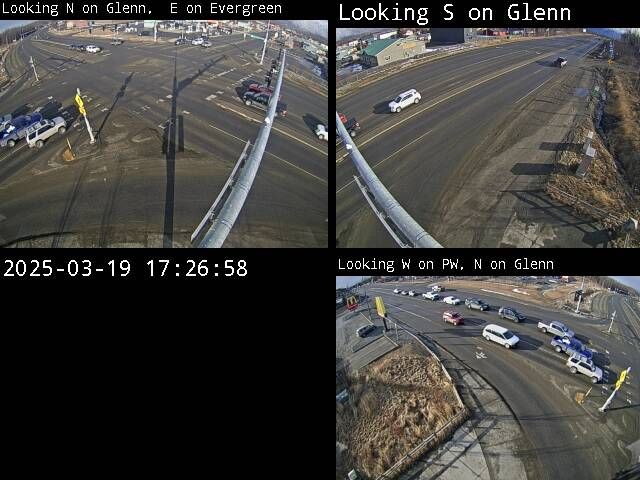 Looking N on Glenn,  E on Evergreen
Looking S on Glenn
2025-03-19 17:26:58
Looking W on PW, N on Glenn